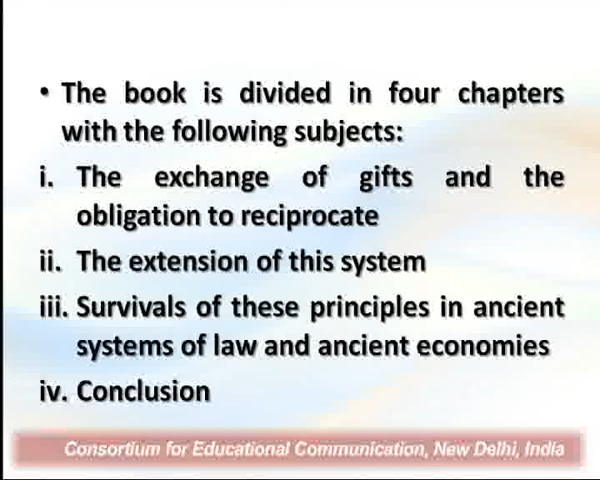 • The book is divided in four chapters
with the following subjects:
i. The exchange of gifts and the
obligation to reciprocate
ii. The extension of this system
iii. Survivals of these principles in ancient
systems of law and ancient economies
iv. Conclusion
Consortium for Educational Communication, New Delhi, India